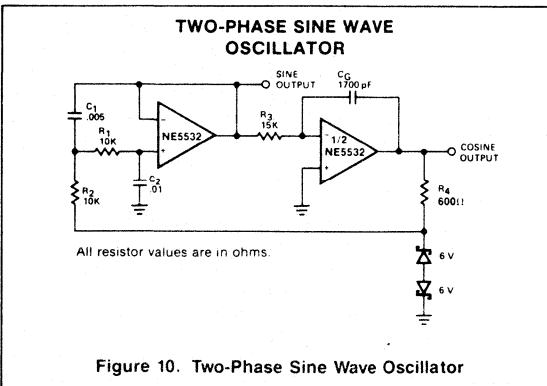 TWO-PHASE SINE WAVE
OSCILLATOR
SINE
OUTPUT
C1
.005
R1
10K
NE5532
R3
15K
CG
1700 pF
1/2
NE5532
COSINE
OUTPUT
R2
10K
C2
.01
R4
600Ω
All resistor values are in ohms.
6 V
6 V
Figure 10. Two-Phase Sine Wave Oscillator